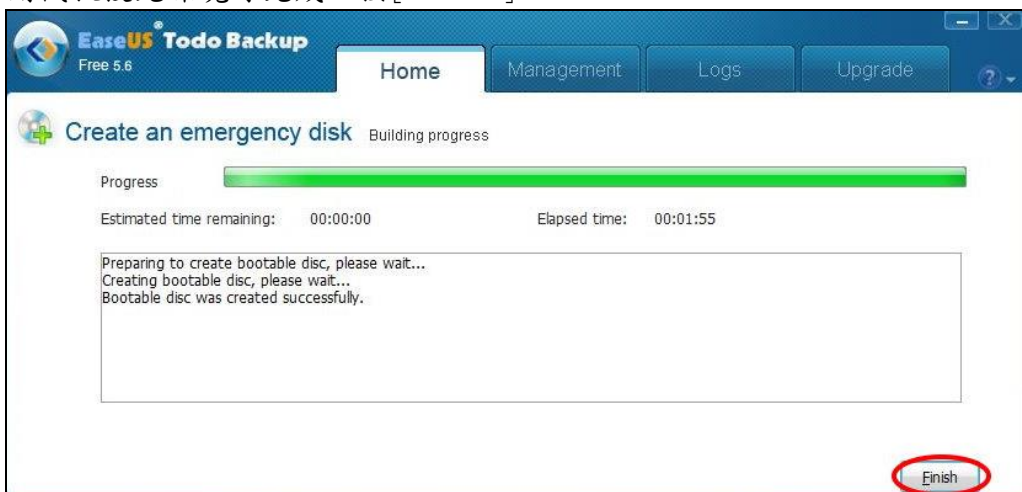 EaseUS® Todo Backup
Free 5.6
Home
Management
Logs
Upgrade
Create an emergency disk Building progress
Progress
Estimated time remaining: 00:00:00 Elapsed time: 00:01:55
Preparing to create bootable disc, please wait...
Creating bootable disc, please wait...
Bootable disc was created successfully.
Finish